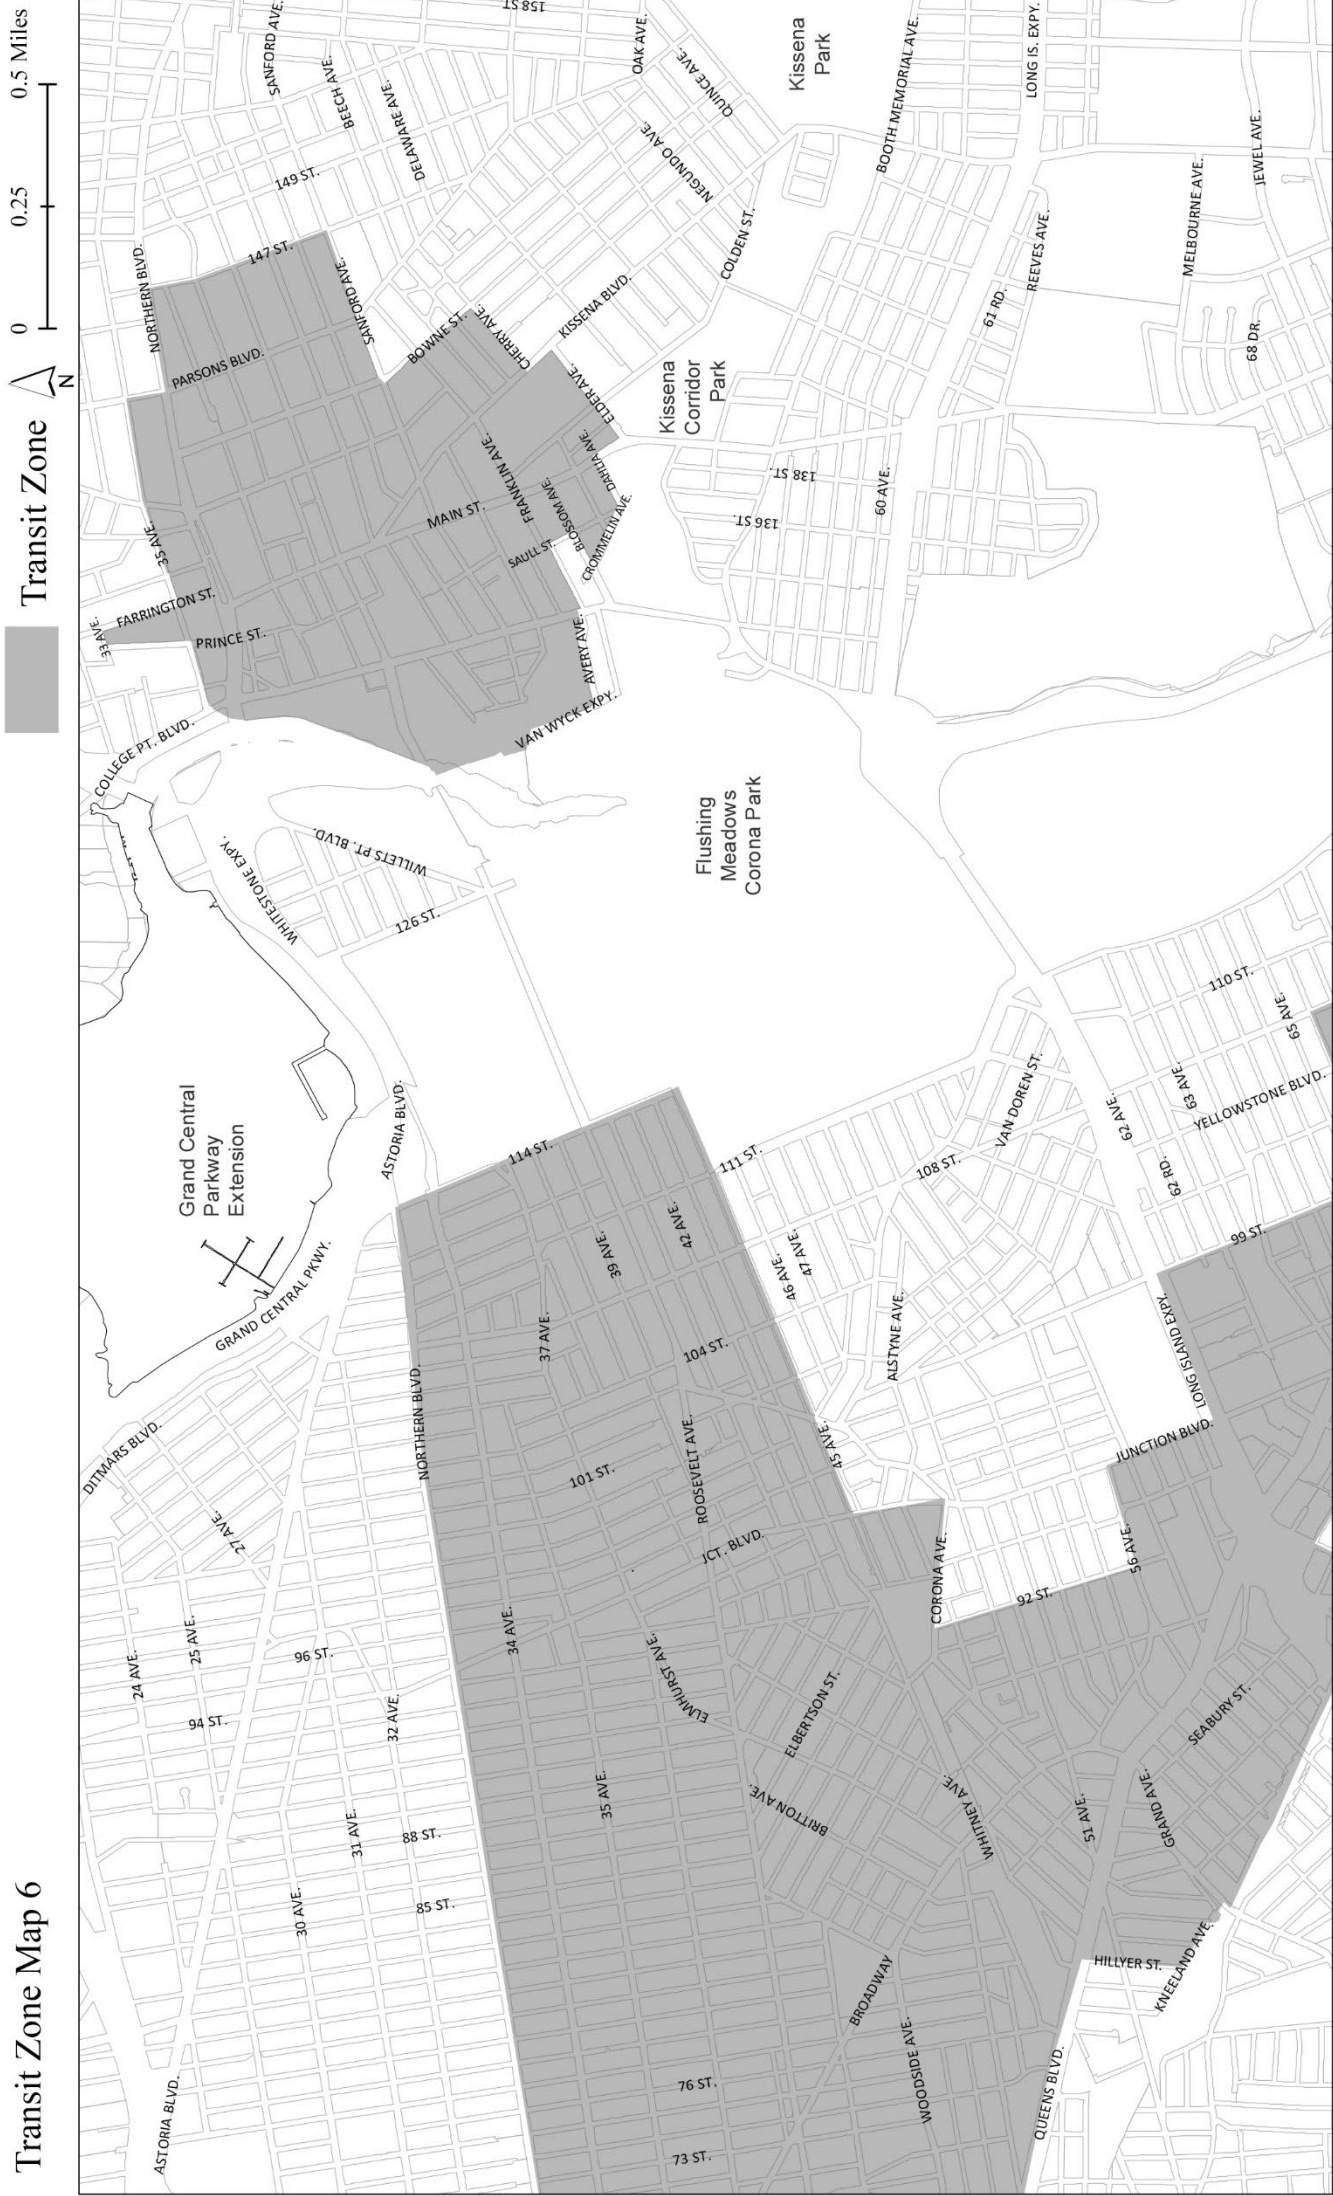 Transit Zone Map 6
Transit Zone
N
0
0.25
0.5 Miles
ASTORIA BLVD.
24 AVE.
25 AVE.
94 ST.
96 ST.
27 AVE.
DITMARS BLVD.
30 AVE.
31 AVE.
32 AVE.
88 ST.
85 ST.
GRAND CENTRAL PKWY.
Grand Central
Parkway
Extension
ASTORIA BLVD.
NORTHERN BLVD.
34 AVE.
35 AVE.
37 AVE.
39 AVE.
42 AVE.
114 ST.
111 ST.
104 ST.
101 ST.
ROOSEVELT AVE.
JCT. BLVD.
ELMHURST AVE.
ELBERTSON ST.
BRITTON AVE.
WHITNEY AVE.
BROADWAY
WOODSIDE AVE.
76 ST.
73 ST.
QUEENS BLVD.
HILLYER ST.
KNEELAND AVE.
51 AVE.
GRAND AVE.
SEABURY ST.
92 ST.
CORONA AVE.
56 AVE.
JUNCTION BLVD.
LONG ISLAND EXPY.
99 ST.
45 AVE.
46 AVE.
47 AVE.
ALSTYNE AVE.
108 ST.
VAN DOREN ST.
62 AVE.
62 RD.
63 AVE.
YELLOWSTONE BLVD.
65 AVE.
110 ST.
Flushing
Meadows
Corona Park
WHITESTONE EXPY.
WILLETS PT. BLVD.
126 ST.
COLLEGE PT. BLVD.
33 AVE.
FARRINGTON ST.
PRINCE ST.
35 AVE.
VAN WYCK EXPY.
AVERY AVE.
SAULL ST.
MAIN ST.
FRANKLIN AVE.
BLOSSOM AVE.
CROMMELIN AVE.
DAHLIA AVE.
ELDER AVE.
CHERRY AVE.
KISSENA BLVD.
BOWNE ST.
SANFORD AVE.
PARSONS BLVD.
NORTHERN BLVD.
147 ST.
149 ST.
SANFORD AVE.
BEECH AVE.
DELAWARE AVE.
158 ST
OAK AVE.
QUINCE AVE.
NEGUNDO AVE.
COLDEN ST.
Kissena
Park
Kissena
Corridor
Park
BOOTH MEMORIAL AVE.
LONG IS. EXPY.
138 ST.
136 ST.
60 AVE.
61 RD.
REEVES AVE.
MELBOURNE AVE.
JEWEL AVE.
68 DR.